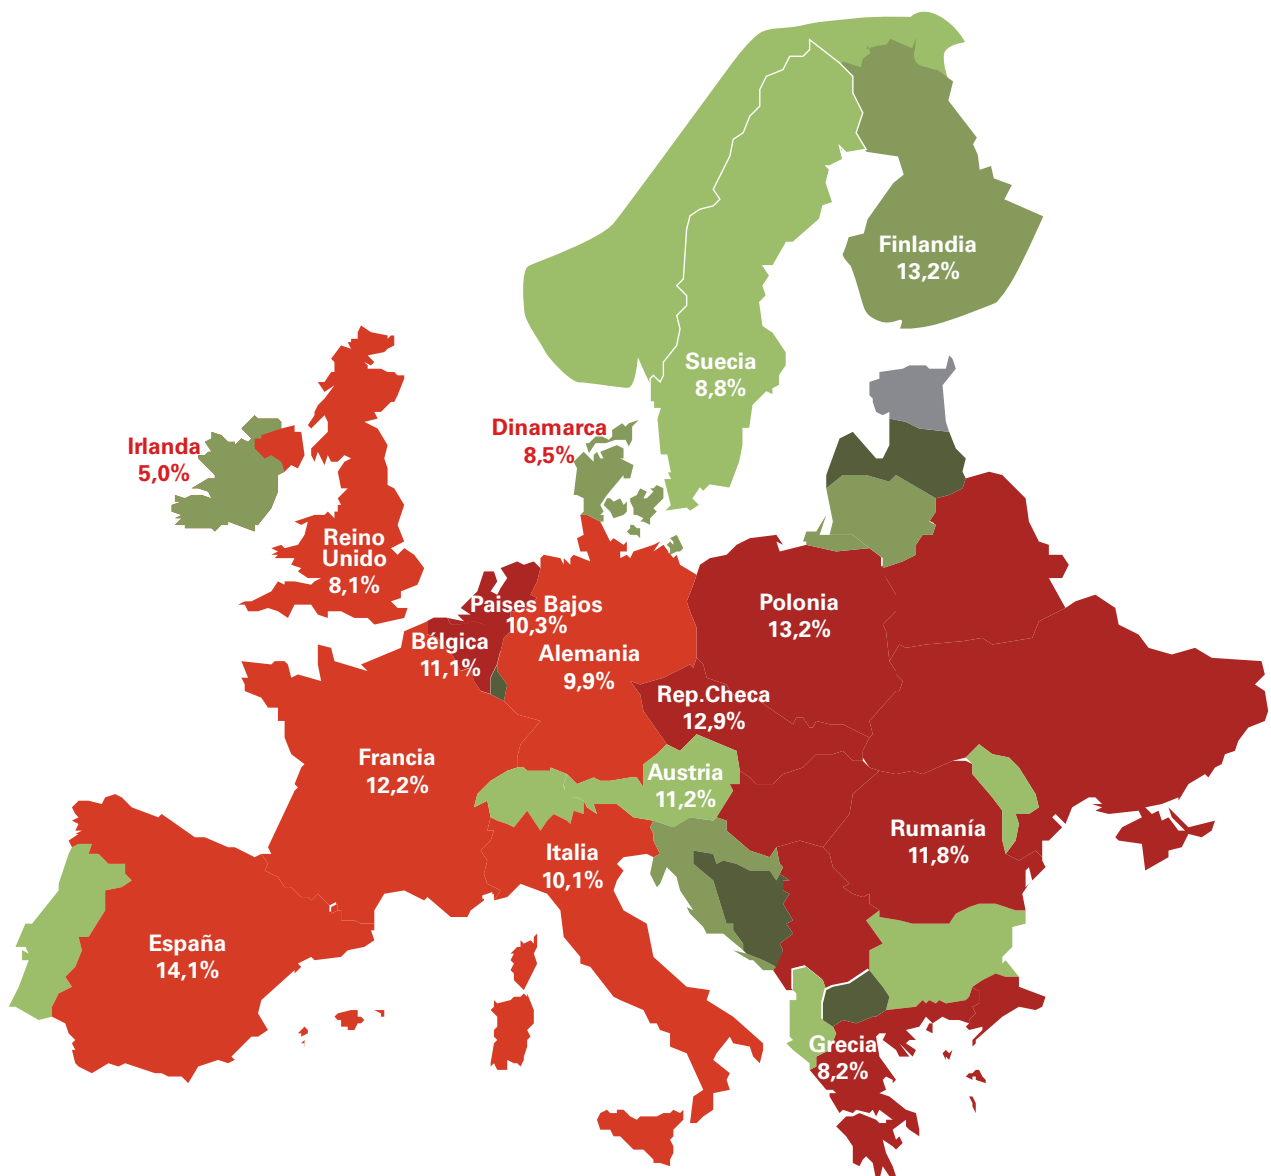 Finlandia
13,2%
Suecia
8,8%
Dinamarca
8,5%
Irlanda
5,0%
Reino
Unido
8,1%
Paises Bajos
10,3%
Bélgica
11,1%
Alemania
9,9%
Polonia
13,2%
Rep.Checa
12,9%
Francia
12,2%
Austria
11,2%
Rumanía
11,8%
Italia
10,1%
España
14,1%
Grecia
8,2%